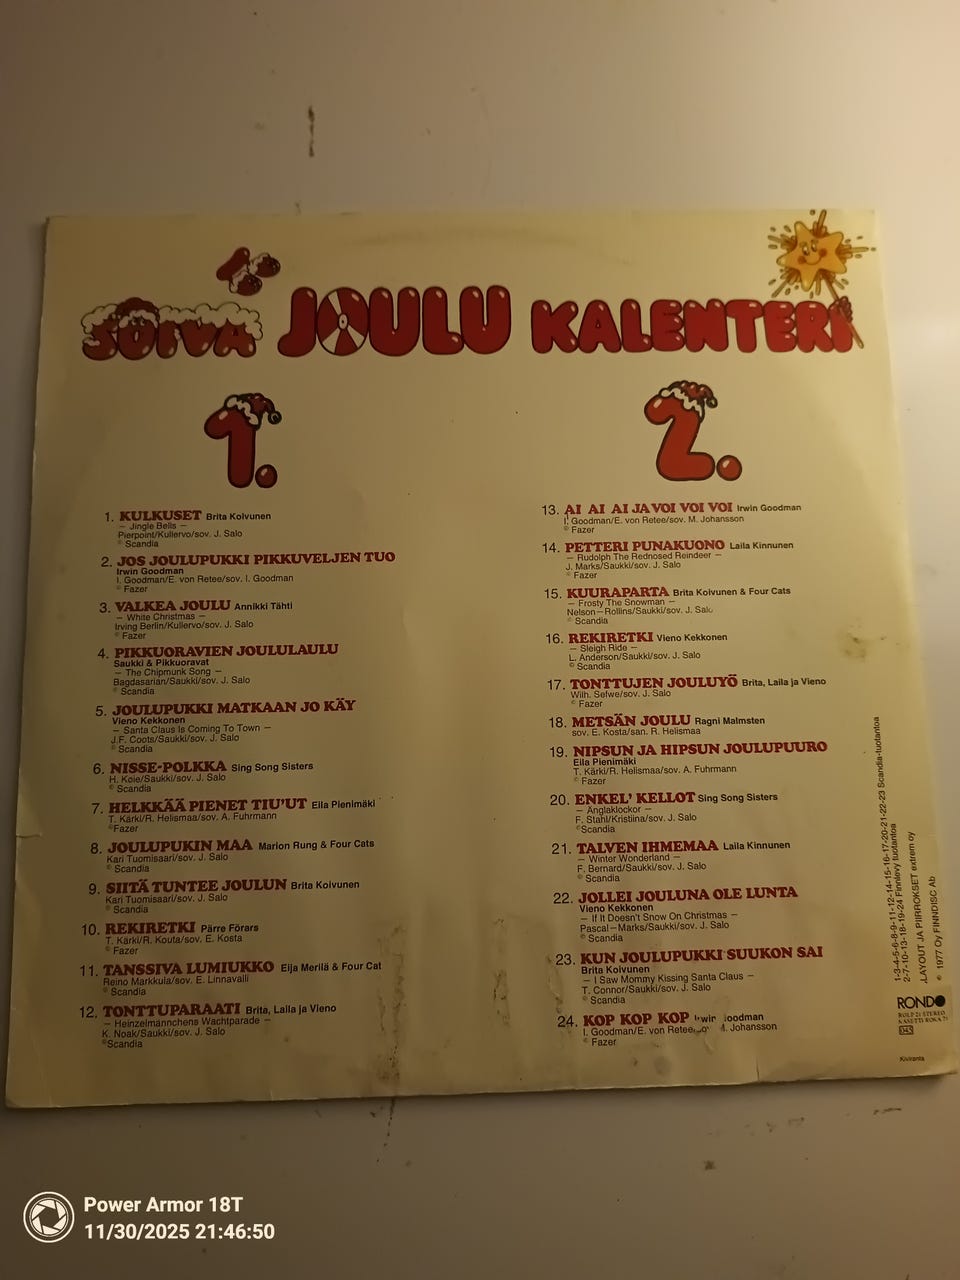 SOIVA JOULU KALENTERI
1.
1. KULKUSET Brita Koivunen
— Jingle Bells —
Pierpoint/Kullervo/sov. J. Salo
℗ Scandia
2. JOS JOULUPUKKI PIKKUVELJEN TUO
Irwin Goodman
I. Goodman/E. von Retee/sov. I. Goodman
℗ Fazer
3. VALKEA JOULU Annikki Tähti
— White Christmas —
Irving Berlin/Kullervo/sov. J. Salo
℗ Fazer
4. PIKKUORAVIEN JOULULAULU
Saukki & Pikkuoravat
— The Chipmunk Song —
Bagdasarian/Saukki/sov. J. Salo
℗ Scandia
5. JOULUPUKKI MATKAAN JO KÄY
Vieno Kekkonen
— Santa Claus Is Coming To Town —
J.F. Coots/Saukki/sov. J. Salo
℗ Scandia
6. NISSE-POLKKA Sing Song Sisters
H. Koie/Saukki/sov. J. Salo
℗ Scandia
7. HELKKÄÄ PIENET TIU'UT Eila Pienimäki
T. Kärki/R. Helismaa/sov. A. Fuhrmann
℗ Fazer
8. JOULUPUKIN MAA Marion Rung & Four Cats
Kari Tuomisaari/sov. J. Salo
℗ Scandia
9. SIITÄ TUNTEE JOULUN Brita Koivunen
Kari Tuomisaari/sov. J. Salo
℗ Scandia
10. REKIRETKI Pärre Förars
T. Kärki/R. Kouta/sov. E. Kosta
℗ Fazer
11. TANSSIVA LUMIUKKO Eija Merilä & Four Cat
Reino Markkula/sov. E. Linnavalli
℗ Scandia
12. TONTTUPARAATI Brita, Laila ja Vieno
— Heinzelmannchens Wachtparade —
K. Noak/Saukki/sov. J. Salo
℗ Scandia
2.
13. AI AI AI JA VOI VOI VOI Irwin Goodman
I. Goodman/E. von Retee/sov. M. Johansson
℗ Fazer
14. PETTERI PUNAKUONO Laila Kinnunen
— Rudolph The Rednosed Reindeer —
J. Marks/Saukki/sov. J. Salo
℗ Fazer
15. KUURAPARTA Brita Koivunen & Four Cats
— Frosty The Snowman —
Nelson—Rollins/Saukki/sov. J. Salo
℗ Scandia
16. REKIRETKI Vieno Kekkonen
— Sleigh Ride —
L. Anderson/Saukki/sov. J. Salo
℗ Scandia
17. TONTTUJEN JOULUYÖ Brita, Laila ja Vieno
Wilh. Sefwe/sov. J. Salo
℗ Fazer
18. METSÄN JOULU Ragni Malmsten
sov. E. Kosta/san. R. Helismaa
19. NIPSUN JA HIPSUN JOULUPUURO
Eila Pienimäki
T. Kärki/R. Helismaa/sov. A. Fuhrmann
℗ Fazer
20. ENKEL' KELLOT Sing Song Sisters
— Änglaklockor —
F. Stahl/Kristiina/sov. J. Salo
℗ Scandia
21. TALVEN IHMEMAA Laila Kinnunen
— Winter Wonderland —
F. Bernard/Saukki/sov. J. Salo
℗ Scandia
22. JOLLEI JOULUNA OLE LUNTA
Vieno Kekkonen
— If It Doesn't Snow On Christmas —
Pascal—Marks/Saukki/sov. J. Salo
℗ Scandia
23. KUN JOULUPUKKI SUUKON SAI
Brita Koivunen
— I Saw Mommy Kissing Santa Claus —
T. Connor/Saukki/sov. J. Salo
℗ Scandia
24. KOP KOP KOP Irwin Goodman
I. Goodman/E. von Retee/sov. M. Johansson
℗ Fazer
1-3-4-5-6-8-9-11-12-14-15-16-17-20-21-22-23 Scandia-tuotantoa
2-7-10-13-18-19-24 Finnlevy tuotantoa
LAYOUT JA PIIRROKSET extrem oy
℗ 1977 Oy FINNDISC Ab
RONDO
ROLP 21 STEREO
KASETTI ROKA 21
Kiviranta
Power Armor 18T
11/30/2025 21:46:50